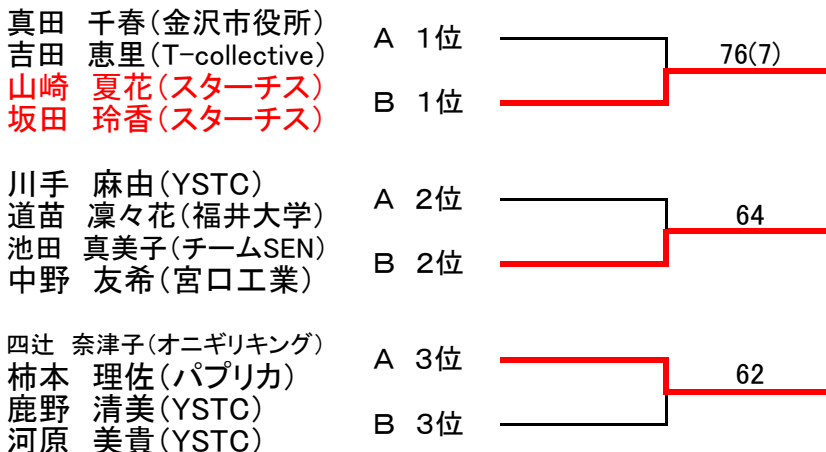 真田　千春(金沢市役所)
吉田　恵里(T-collective)
A　1位
76(7)
山崎　夏花(スターチス)
坂田　玲香(スターチス)
B　1位
川手　麻由(YSTC)
道苗　凜々花(福井大学)
A　2位
64
池田　真美子(チームSEN)
中野　友希(宮口工業)
B　2位
四辻　奈津子(オニギリキング)
柿本　理佐(パプリカ)
A　3位
62
鹿野　清美(YSTC)
河原　美貴(YSTC)
B　3位